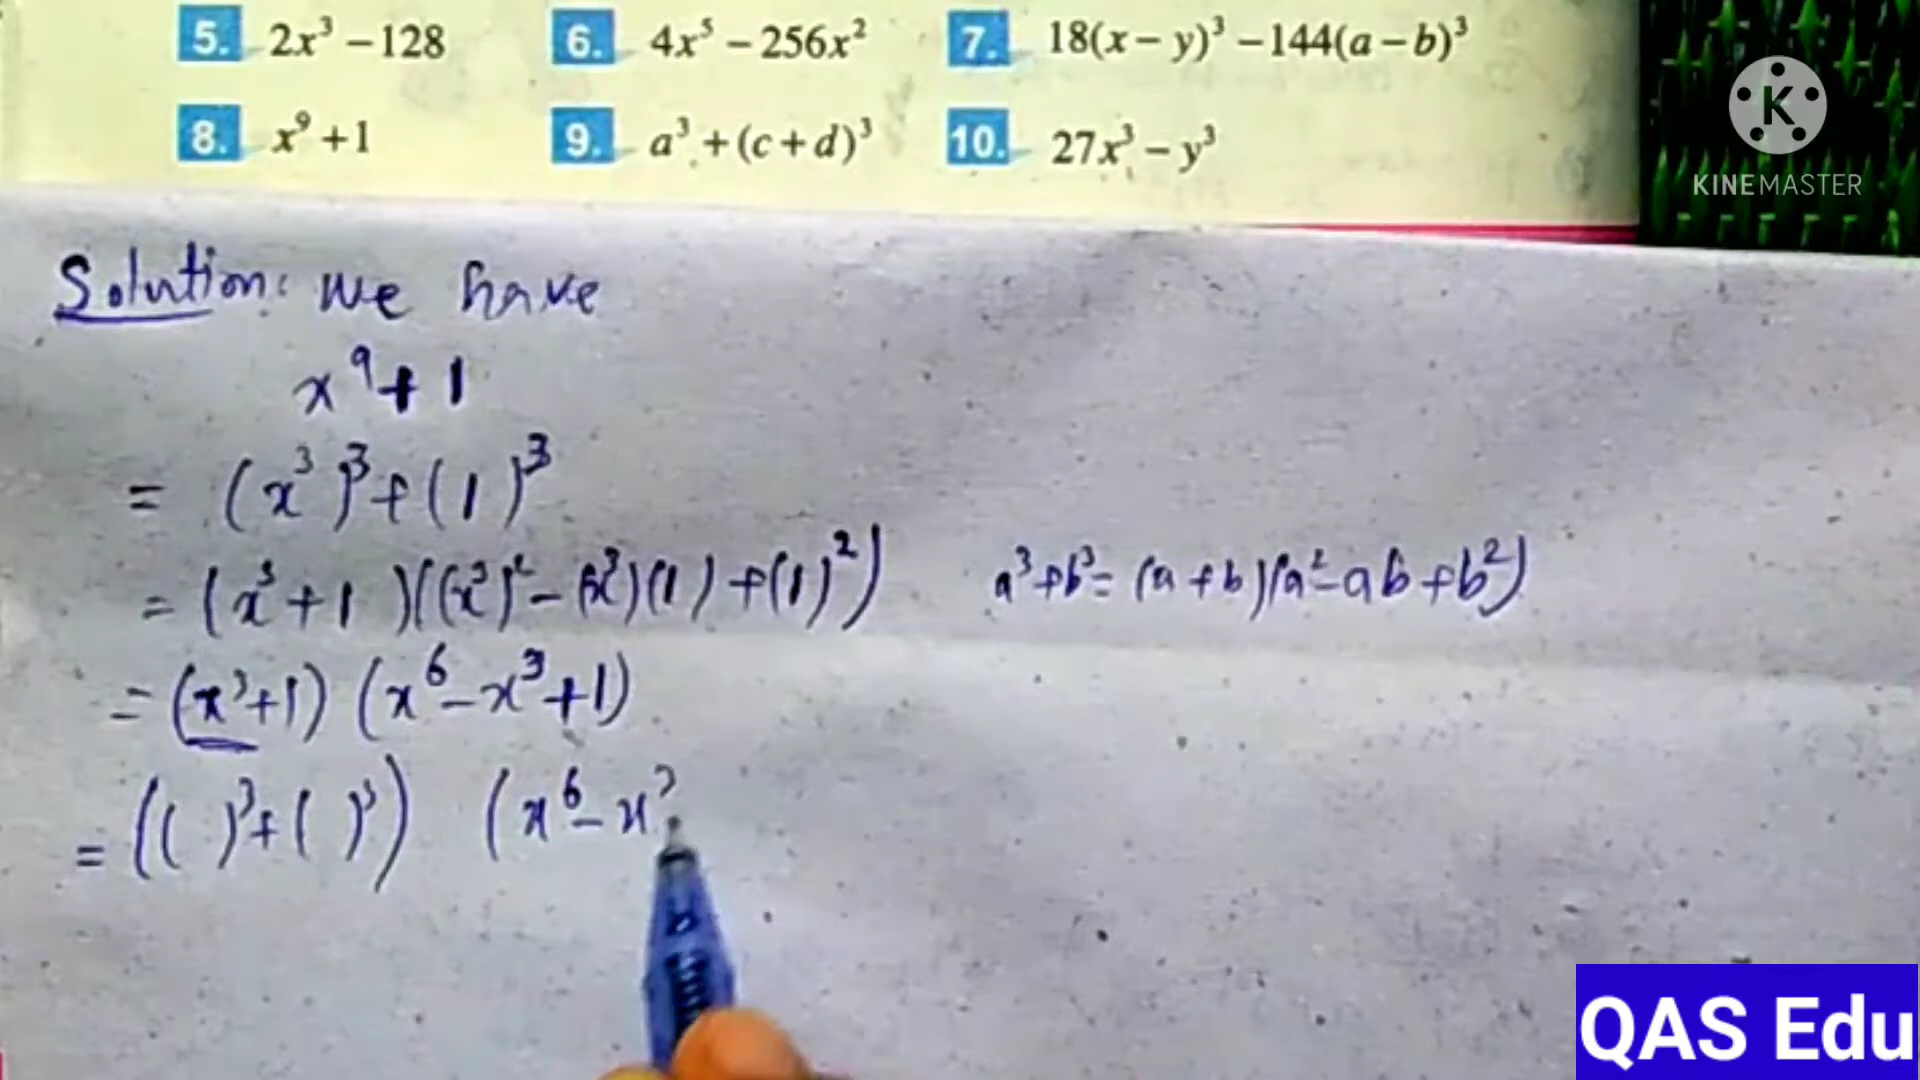 5. 2x³ – 128 6. 4x⁵ – 256x² 7. 18(x – y)³ – 144(a – b)³
8. x⁹ + 1 9. a³ + (c + d)³ 10. 27x³ – y³
K
KINEMASTER
Solution: We have
x⁹ + 1
= (x³)³ + (1)³
= (x³ + 1)((x³)² – (x³)(1) + (1)²) a³ + b³ = (a + b)(a² – ab + b²)
= (x³ + 1) (x⁶ – x³ + 1)
= (( )³ + ( )³) (x⁶ – x³
QAS Edu